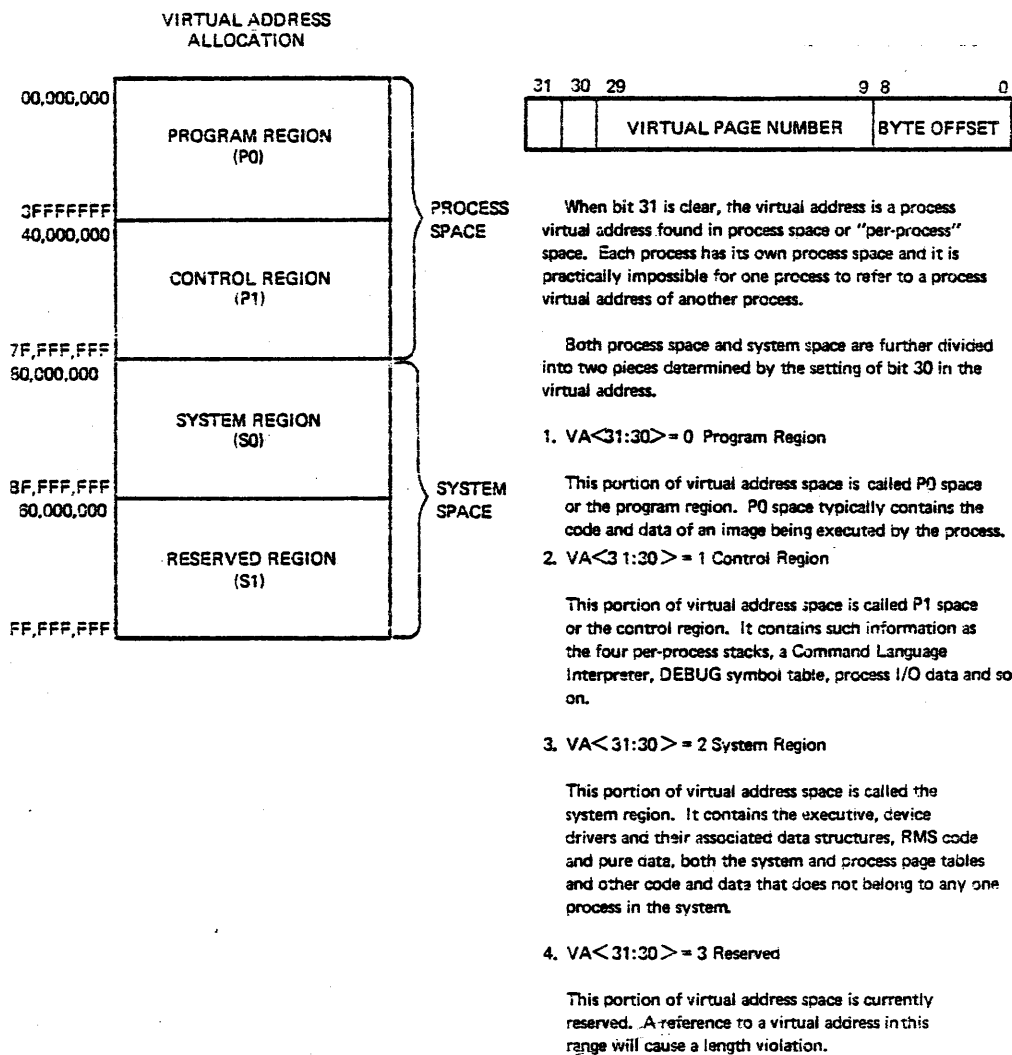 VIRTUAL ADDRESS
ALLOCATION
00,000,000
PROGRAM REGION
(P0)
3FFFFFFF
40,000,000
CONTROL REGION
(P1)
7F,FFF,FFF
80,000,000
SYSTEM REGION
(S0)
BF,FFF,FFF
RESERVED REGION
(S1)
FF,FFF,FFF
PROCESS
SPACE
SYSTEM
SPACE
31 30 29 9 8 0
VIRTUAL PAGE NUMBER BYTE OFFSET
When bit 31 is clear, the virtual address is a process
virtual address found in process space or "per-process"
space. Each process has its own process space and it is
practically impossible for one process to refer to a process
virtual address of another process.
Both process space and system space are further divided
into two pieces determined by the setting of bit 30 in the
virtual address.
1. VA<31:30> = 0 Program Region
This portion of virtual address space is called P0 space
or the program region. P0 space typically contains the
code and data of an image being executed by the process.
2. VA<31:30> = 1 Control Region
This portion of virtual address space is called P1 space
or the control region. It contains such information as
the four per-process stacks, a Command Language
Interpreter, DEBUG symbol table, process I/O data and so
on.
3. VA<31:30> = 2 System Region
This portion of virtual address space is called the
system region. It contains the executive, device
drivers and their associated data structures, RMS code
and pure data, both the system and process page tables
and other code and data that does not belong to any one
process in the system.
4. VA<31:30> = 3 Reserved
This portion of virtual address space is currently
reserved. A reference to a virtual address in this
range will cause a length violation.